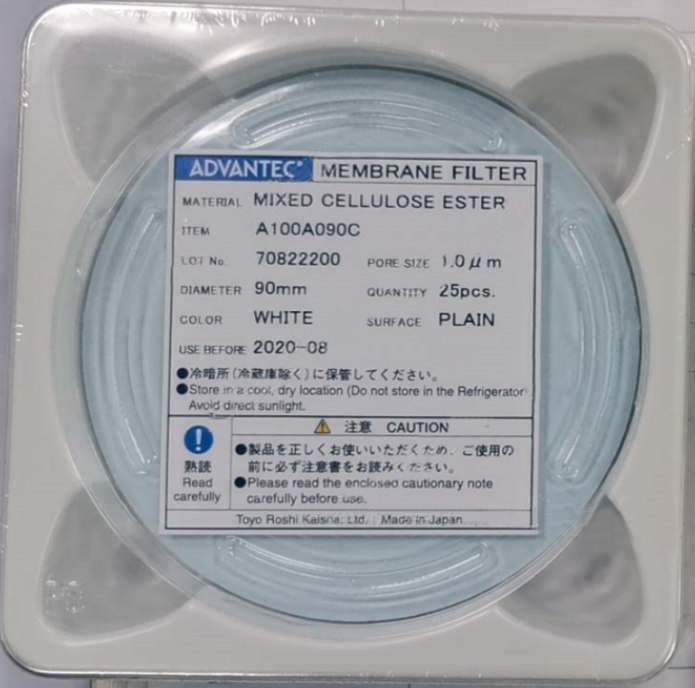 ADVANTEC® MEMBRANE FILTER
MATERIAL MIXED CELLULOSE ESTER
ITEM A100A090C
LOT No. 70822200 PORE SIZE 1.0μm
DIAMETER 90mm QUANTITY 25pcs.
COLOR WHITE SURFACE PLAIN
USE BEFORE 2020-08
●冷暗所(冷蔵庫除く)に保管してください。
●Store in a cool, dry location (Do not store in the Refrigerator)
Avoid direct sunlight.
注意 CAUTION
熟読
Read
carefully
●製品を正しくお使いいただくため、ご使用の
前に必ず注意書をお読みください。
●Please read the enclosed cautionary note
carefully before use.
Toyo Roshi Kaisha, Ltd. Made in Japan